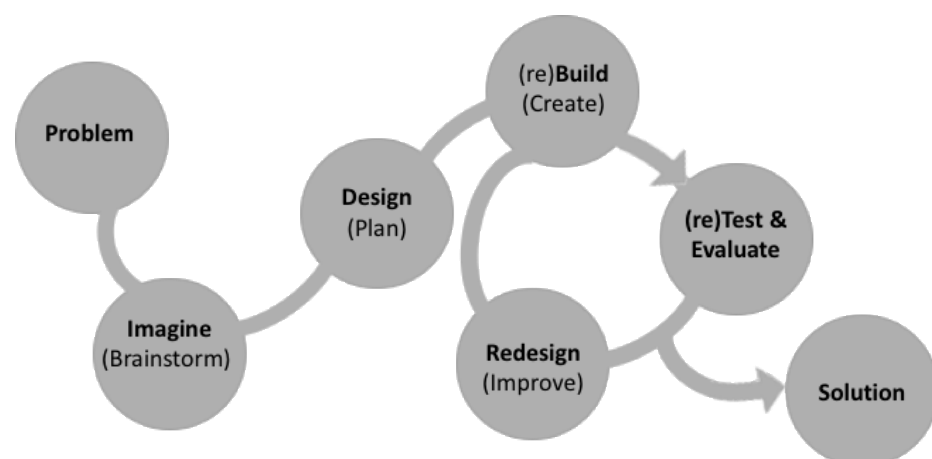 Problem
Imagine
(Brainstorm)
Design
(Plan)
(re)Build
(Create)
(re)Test &
Evaluate
Redesign
(Improve)
Solution